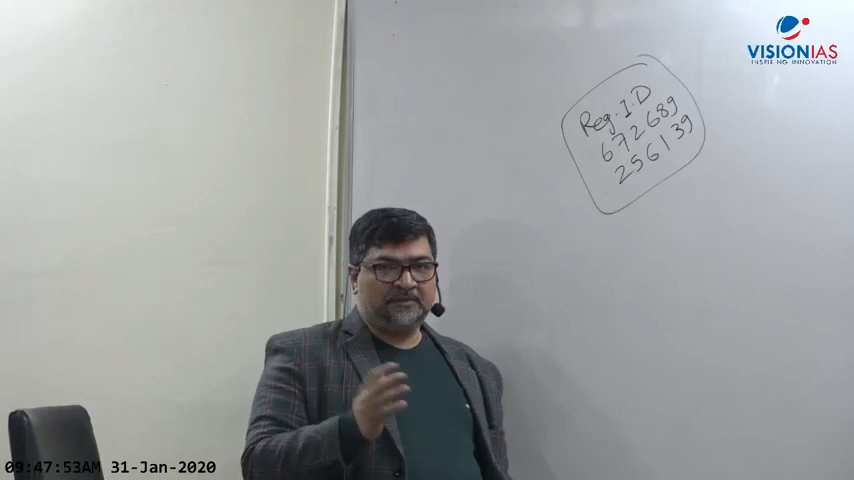 VISIONIAS
INSPIRING INNOVATION
Reg. I.D
672689
256139
09:47:53AM 31-Jan-2020